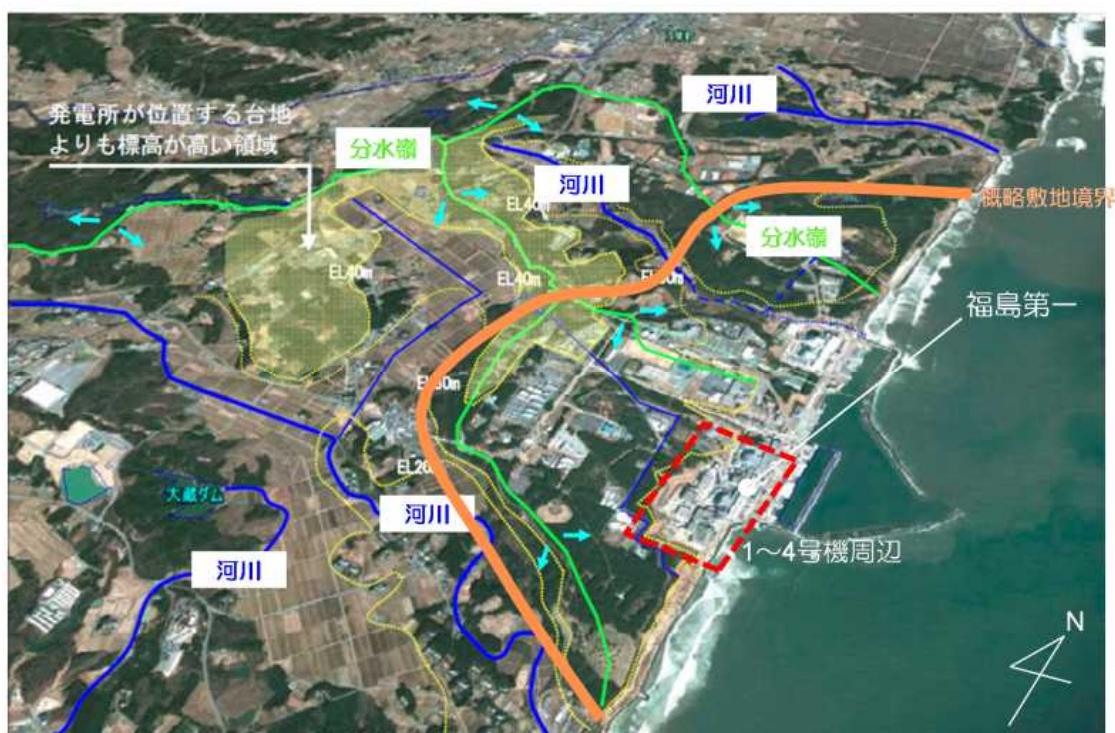 河川
発電所が位置する台地
よりも標高が高い領域
分水嶺
河川
EL40m
概略敷地境界
分水嶺
EL40m
EL40m
福島第一
大蔵ダム
河川
河川
1～4号機周辺
N